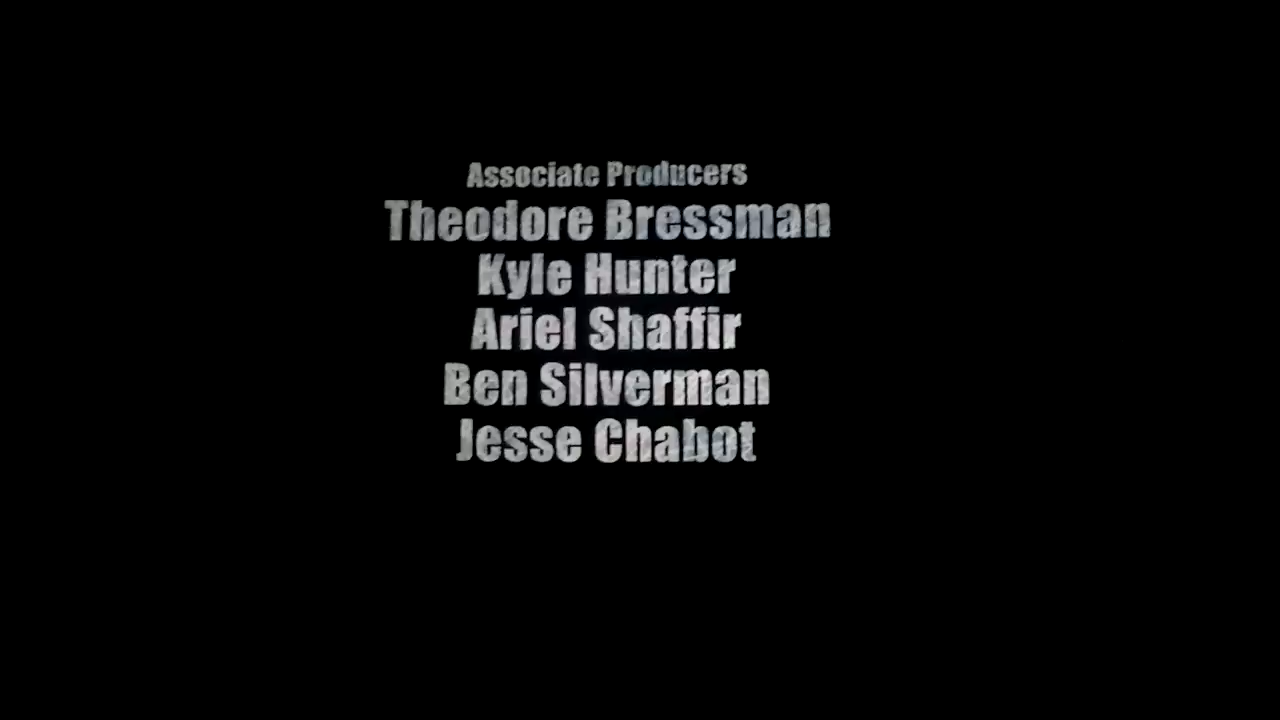 Associate Producers
Theodore Bressman
Kyle Hunter
Ariel Shaffir
Ben Silverman
Jesse Chabot